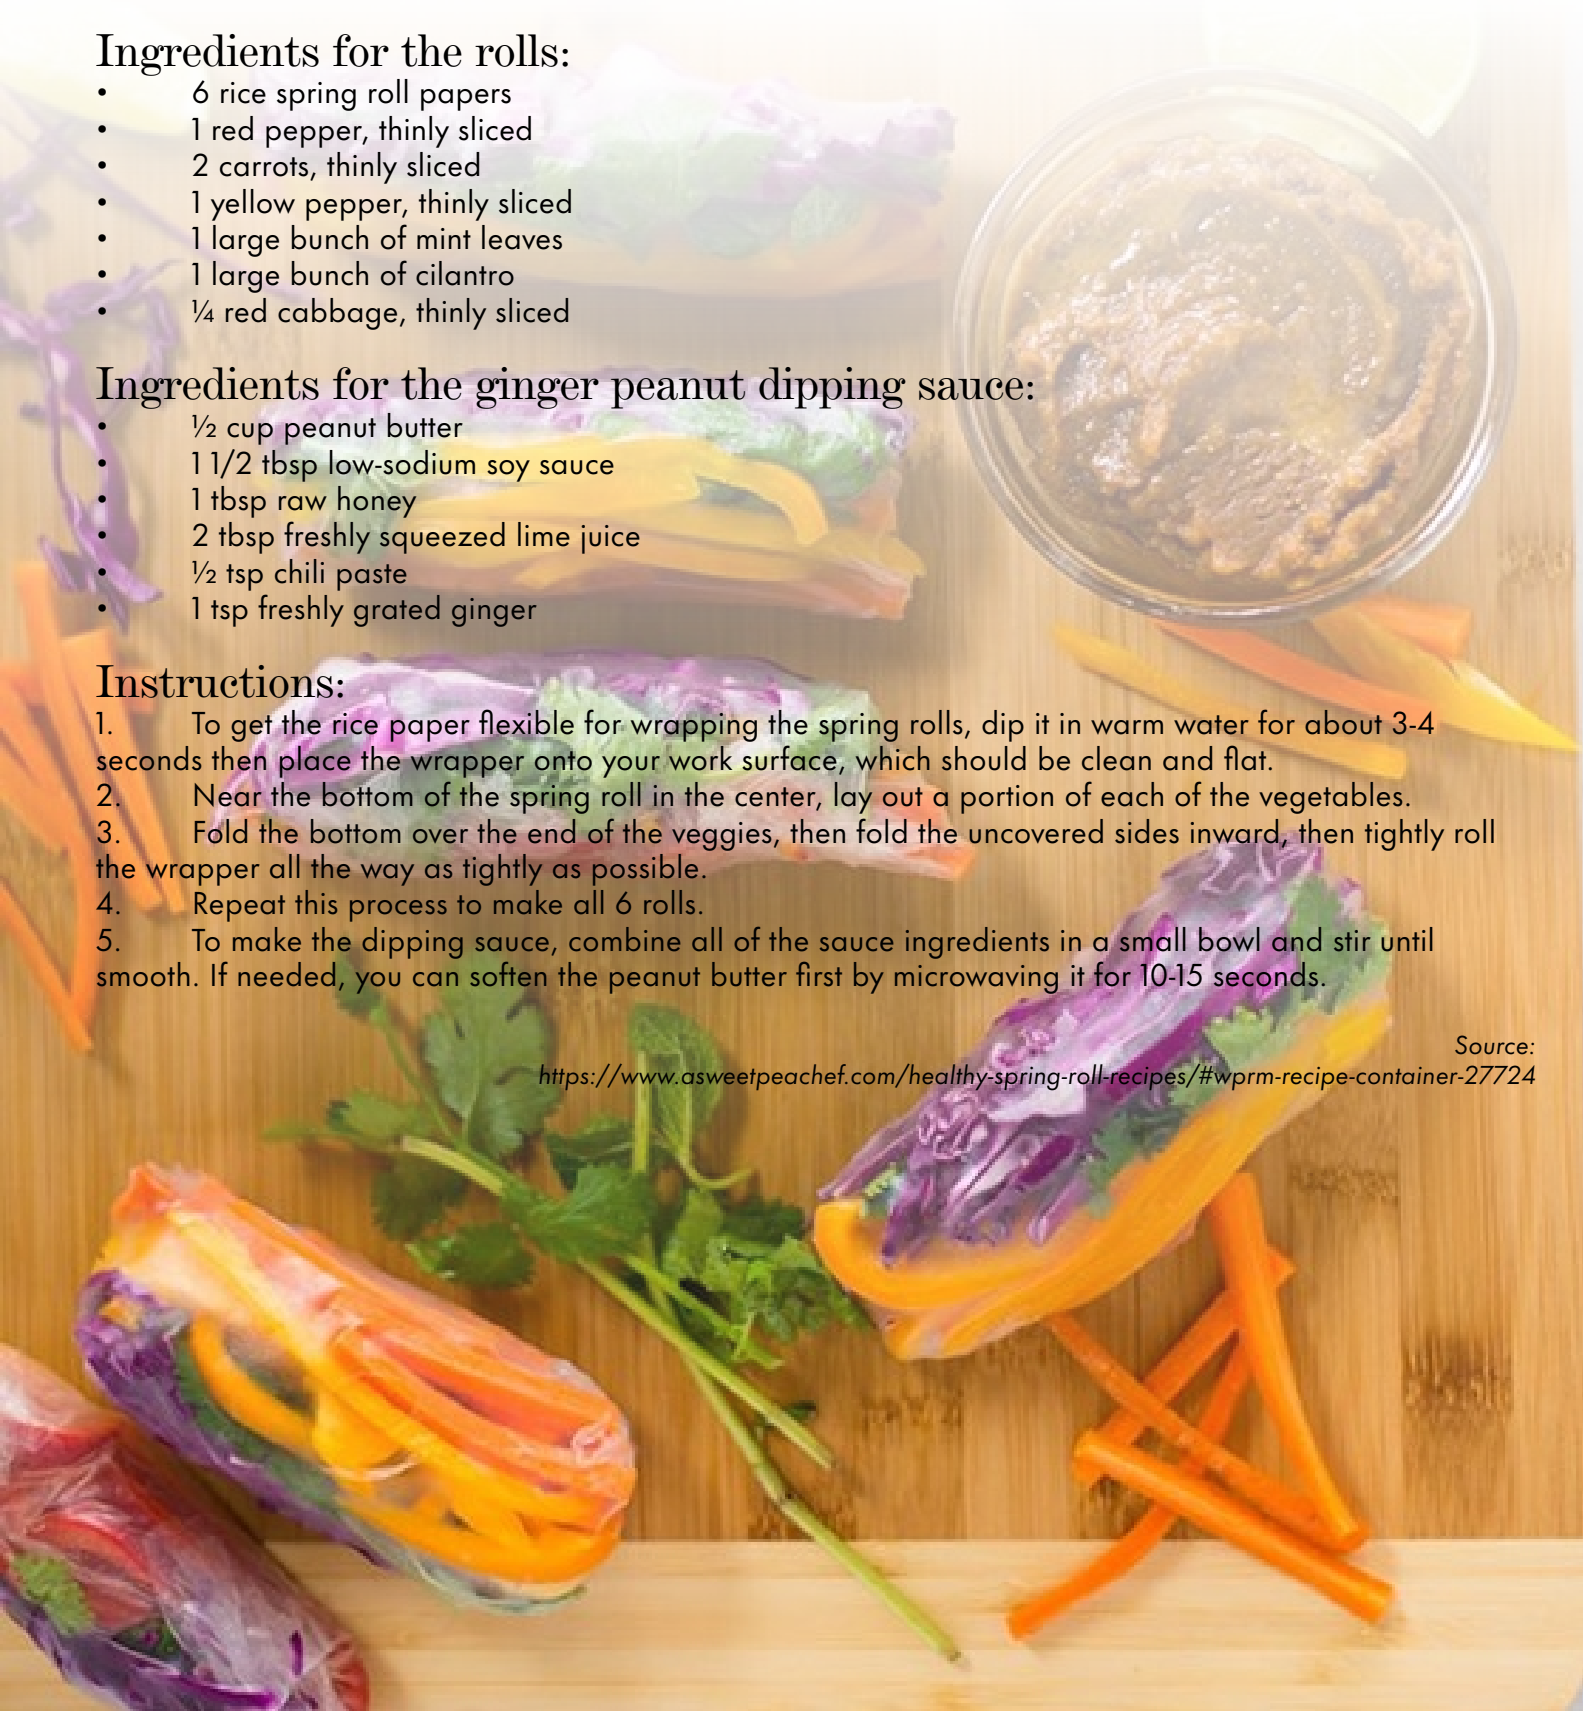 Ingredients for the rolls:
• 6 rice spring roll papers
• 1 red pepper, thinly sliced
• 2 carrots, thinly sliced
• 1 yellow pepper, thinly sliced
• 1 large bunch of mint leaves
• 1 large bunch of cilantro
• ¼ red cabbage, thinly sliced
Ingredients for the ginger peanut dipping sauce:
• ½ cup peanut butter
• 1 1/2 tbsp low-sodium soy sauce
• 1 tbsp raw honey
• 2 tbsp freshly squeezed lime juice
• ½ tsp chili paste
• 1 tsp freshly grated ginger
Instructions:
1. To get the rice paper flexible for wrapping the spring rolls, dip it in warm water for about 3-4
seconds then place the wrapper onto your work surface, which should be clean and flat.
2. Near the bottom of the spring roll in the center, lay out a portion of each of the vegetables.
3. Fold the bottom over the end of the veggies, then fold the uncovered sides inward, then tightly roll
the wrapper all the way as tightly as possible.
4. Repeat this process to make all 6 rolls.
5. To make the dipping sauce, combine all of the sauce ingredients in a small bowl and stir until
smooth. If needed, you can soften the peanut butter first by microwaving it for 10-15 seconds.
Source:
https://www.asweetpeachef.com/healthy-spring-roll-recipes/#wprm-recipe-container-27724